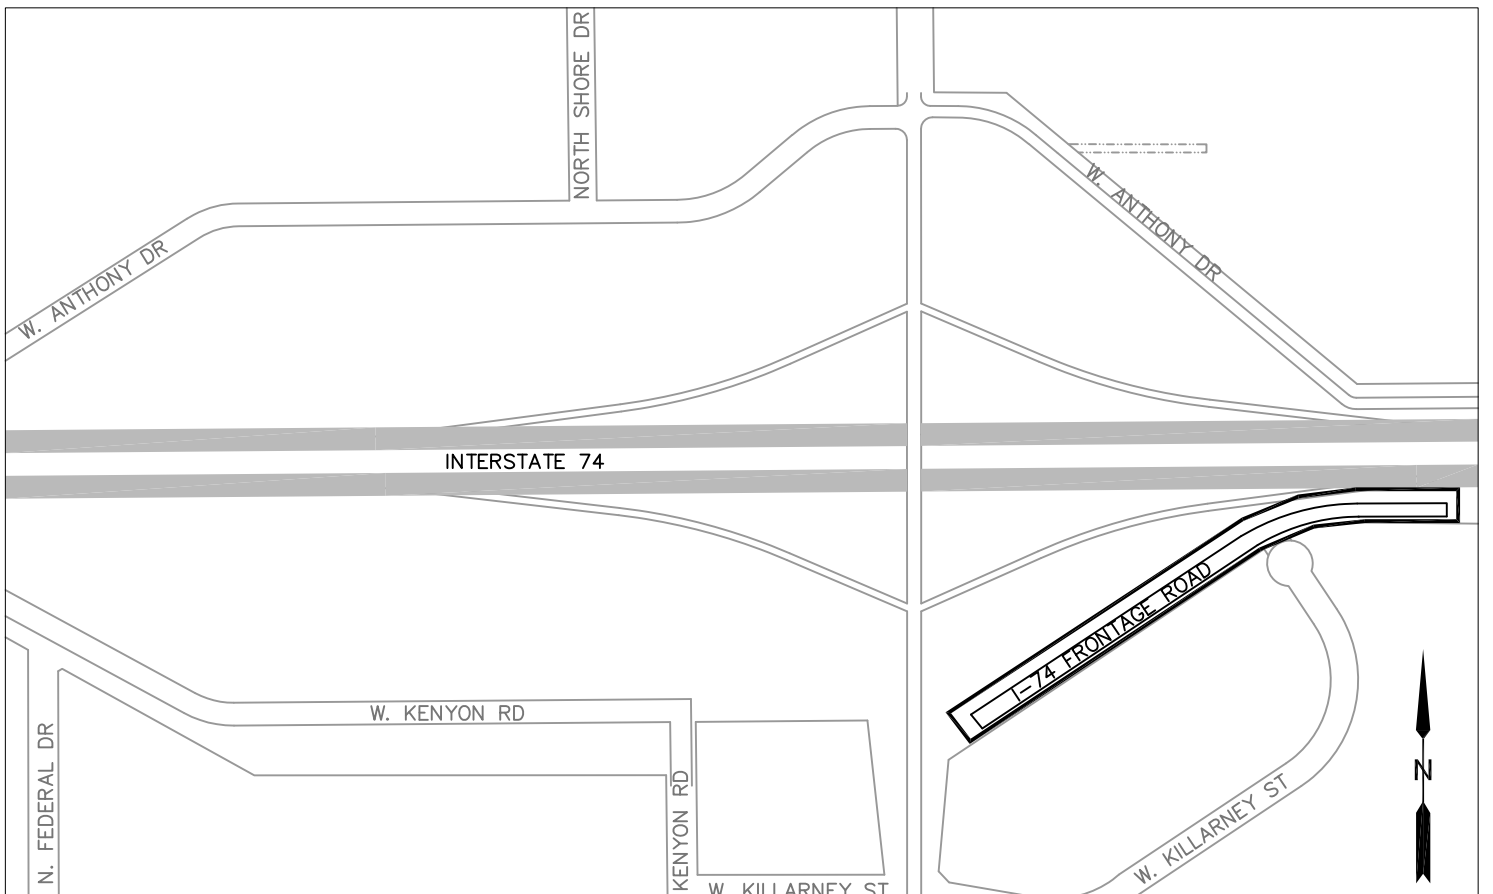 NORTH SHORE DR
W. ANTHONY DR
W. ANTHONY DR
INTERSTATE 74
I-74 FRONTAGE ROAD
W. KENYON RD
N. FEDERAL DR
KENYON RD
N
W. KILLARNEY ST
W. KILLARNEY ST